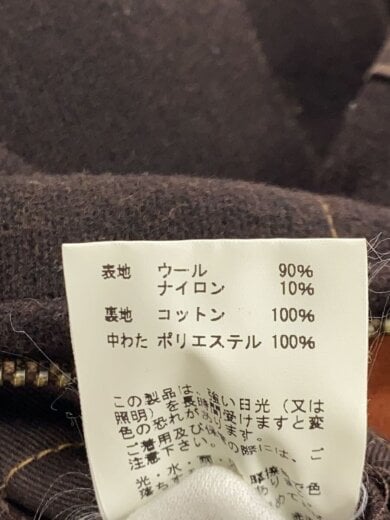 表地 ウール 90%
ナイロン 10%
裏地 コットン 100%
中わた ポリエステル 100%
この製品は、強い日光（又は
照明）を長時間受けますと変
色の恐れがあります。
ご着用及び保管の際には、ご
注意下さい。
光・水・